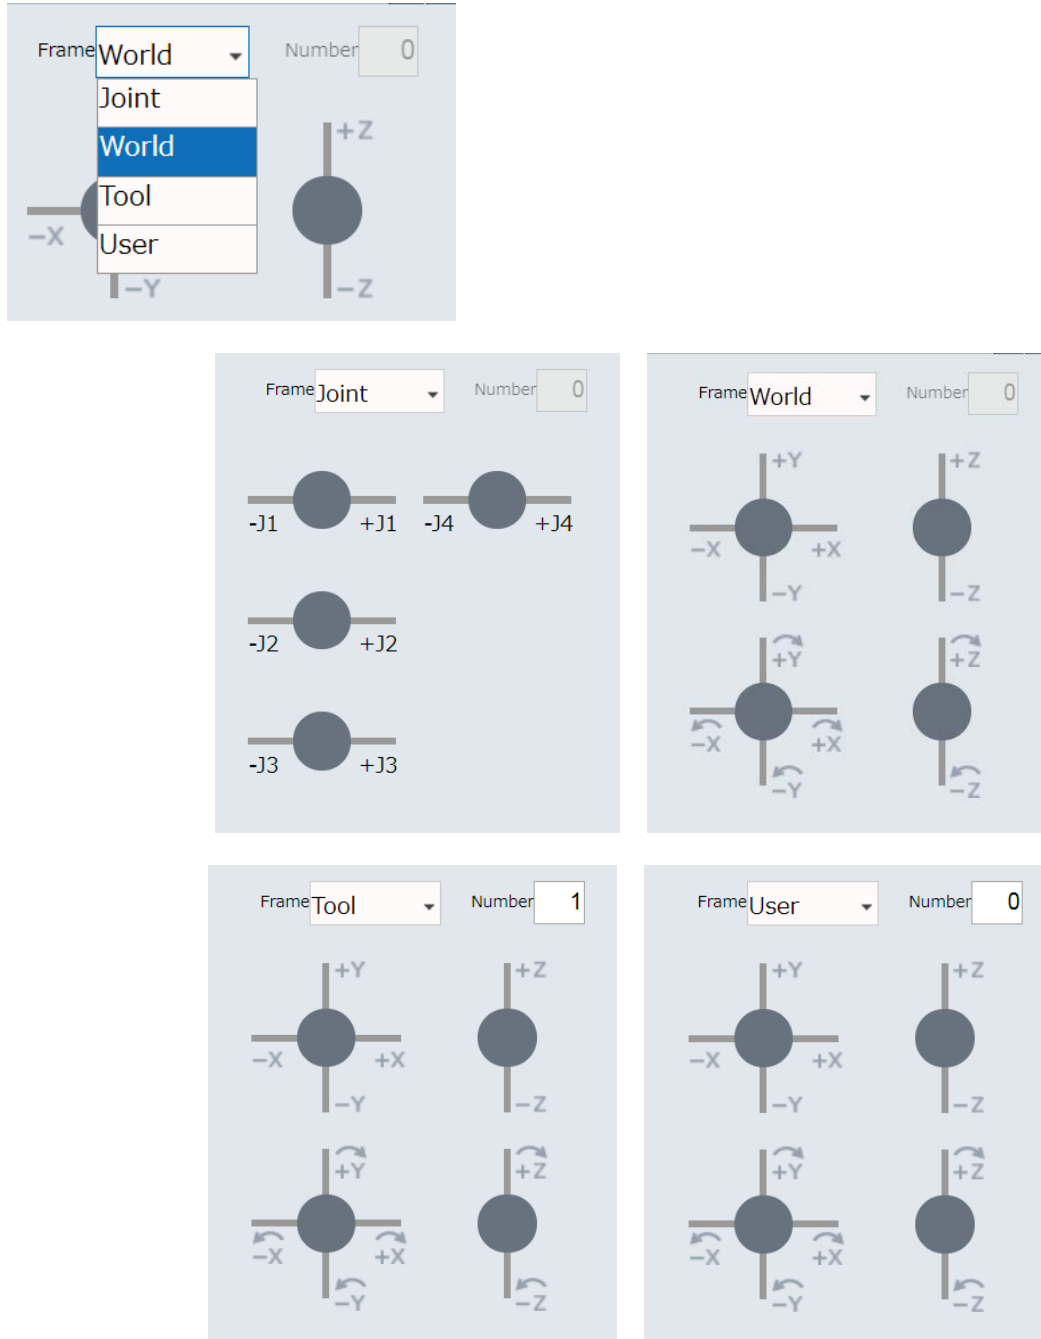 Frame World Number 0
Joint
World
Tool
User
+Z
−X
−Y −Z
Frame Joint Number 0
-J1 +J1 -J4 +J4
-J2 +J2
-J3 +J3
Frame World Number 0
+Y +Z
−X +X
−Y −Z
+Y +Z
−X +X
−Y −Z
Frame Tool Number 1
+Y +Z
−X +X
−Y −Z
+Y +Z
−X +X
−Y −Z
Frame User Number 0
+Y +Z
−X +X
−Y −Z
+Y +Z
−X +X
−Y −Z